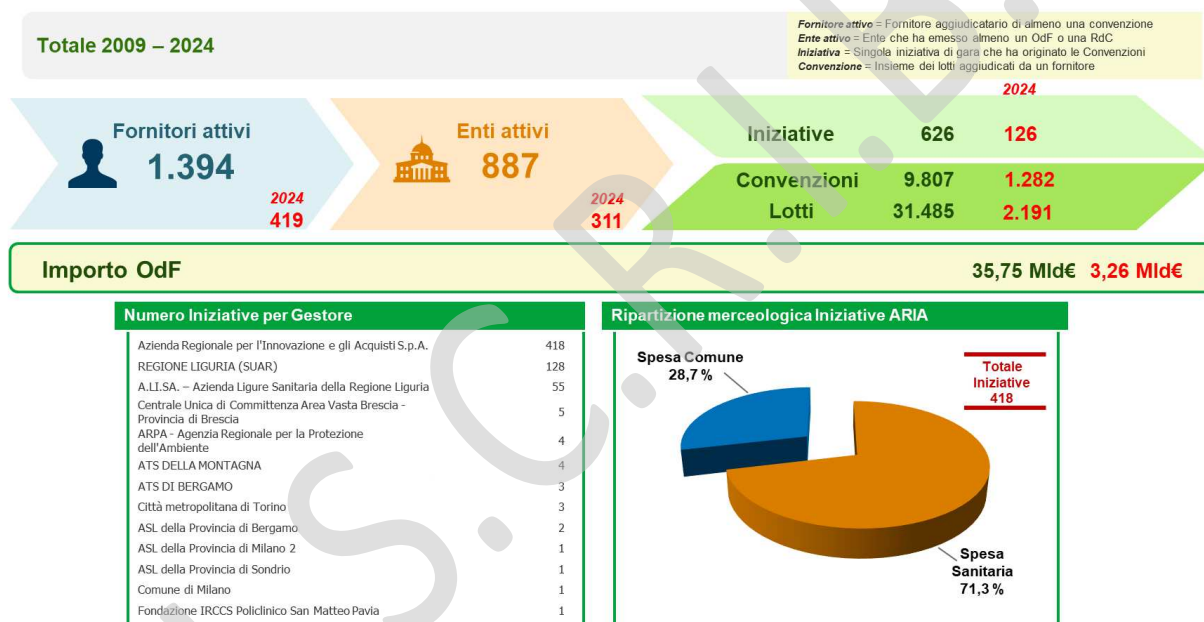 Totale 2009 – 2024
Fornitore attivo = Fornitore aggiudicatario di almeno una convenzione
Ente attivo = Ente che ha emesso almeno un OdF o una RdC
Iniziativa = Singola iniziativa di gara che ha originato le Convenzioni
Convenzione = Insieme dei lotti aggiudicati da un fornitore
Fornitori attivi
1.394
2024
419
Enti attivi
887
2024
311
2024
Iniziative 626 126
Convenzioni 9.807 1.282
Lotti 31.485 2.191
Importo OdF 35,75 Mld€ 3,26 Mld€
Numero Iniziative per Gestore
Azienda Regionale per l'Innovazione e gli Acquisti S.p.A. 418
REGIONE LIGURIA (SUAR) 128
A.LI.SA. – Azienda Ligure Sanitaria della Regione Liguria 55
Centrale Unica di Committenza Area Vasta Brescia -
Provincia di Brescia 5
ARPA - Agenzia Regionale per la Protezione
dell'Ambiente 4
ATS DELLA MONTAGNA 4
ATS DI BERGAMO 3
Città metropolitana di Torino 3
ASL della Provincia di Bergamo 2
ASL della Provincia di Milano 2 1
ASL della Provincia di Sondrio 1
Comune di Milano 1
Fondazione IRCCS Policlinico San Matteo Pavia 1
Ripartizione merceologica Iniziative ARIA
Spesa Comune
28,7 %
Totale
Iniziative
418
Spesa
Sanitaria
71,3 %
S.C.R.I.B.